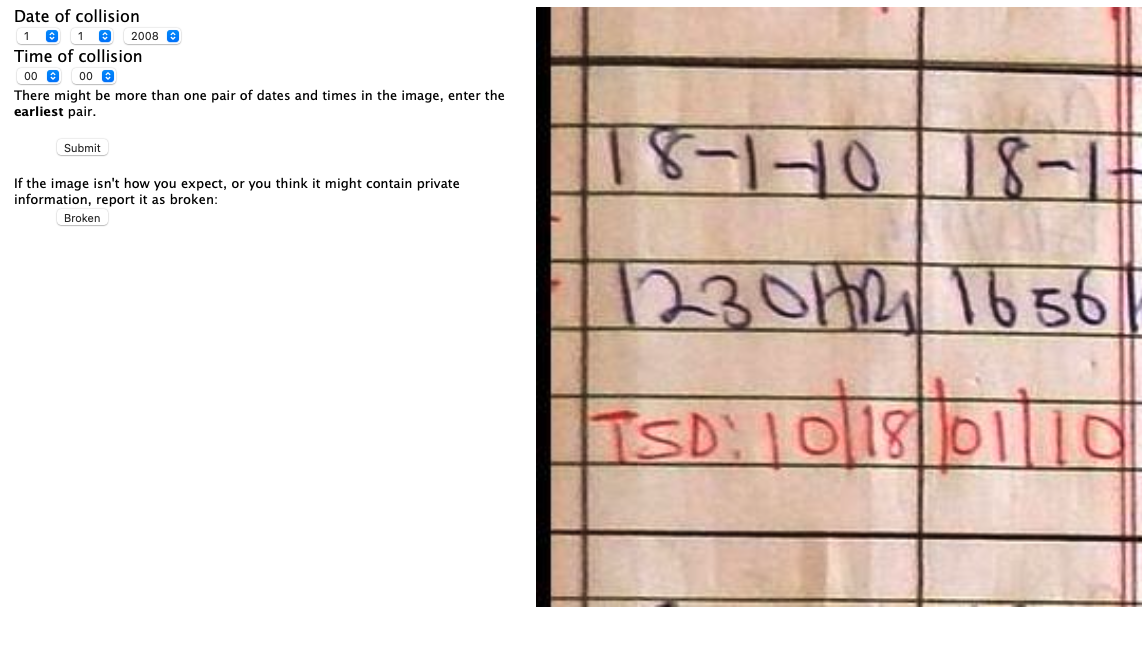 Date of collision
1 1 2008
Time of collision
00 00
There might be more than one pair of dates and times in the image, enter the
earliest pair.
Submit
If the image isn't how you expect, or you think it might contain private
information, report it as broken:
Broken
18-1-10 18-1-
1230HRs 1656 H
TSD: 10/18/01/10